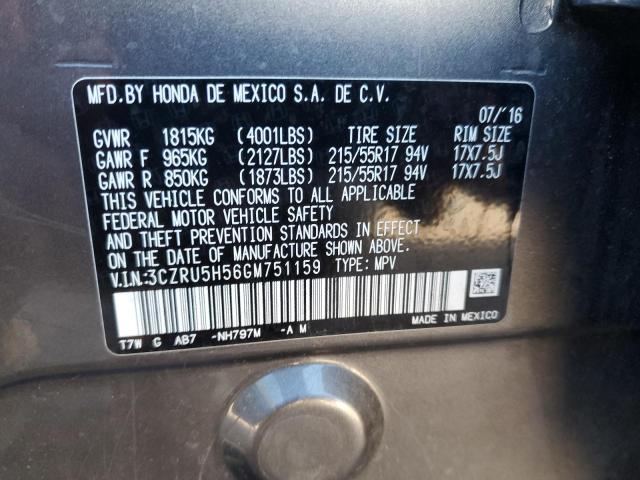 MFD.BY HONDA DE MEXICO S.A. DE C.V.
07/'16
GVWR 1815KG (4001LBS) TIRE SIZE RIM SIZE
GAWR F 965KG (2127LBS) 215/55R17 94V 17X7.5J
GAWR R 850KG (1873LBS) 215/55R17 94V 17X7.5J
THIS VEHICLE CONFORMS TO ALL APPLICABLE
FEDERAL MOTOR VEHICLE SAFETY
AND THEFT PREVENTION STANDARDS IN EFFECT
ON THE DATE OF MANUFACTURE SHOWN ABOVE.
V.I.N:3CZRU5H56GM751159 TYPE: MPV
T7W G AB7 -NH797M -A M MADE IN MEXICO